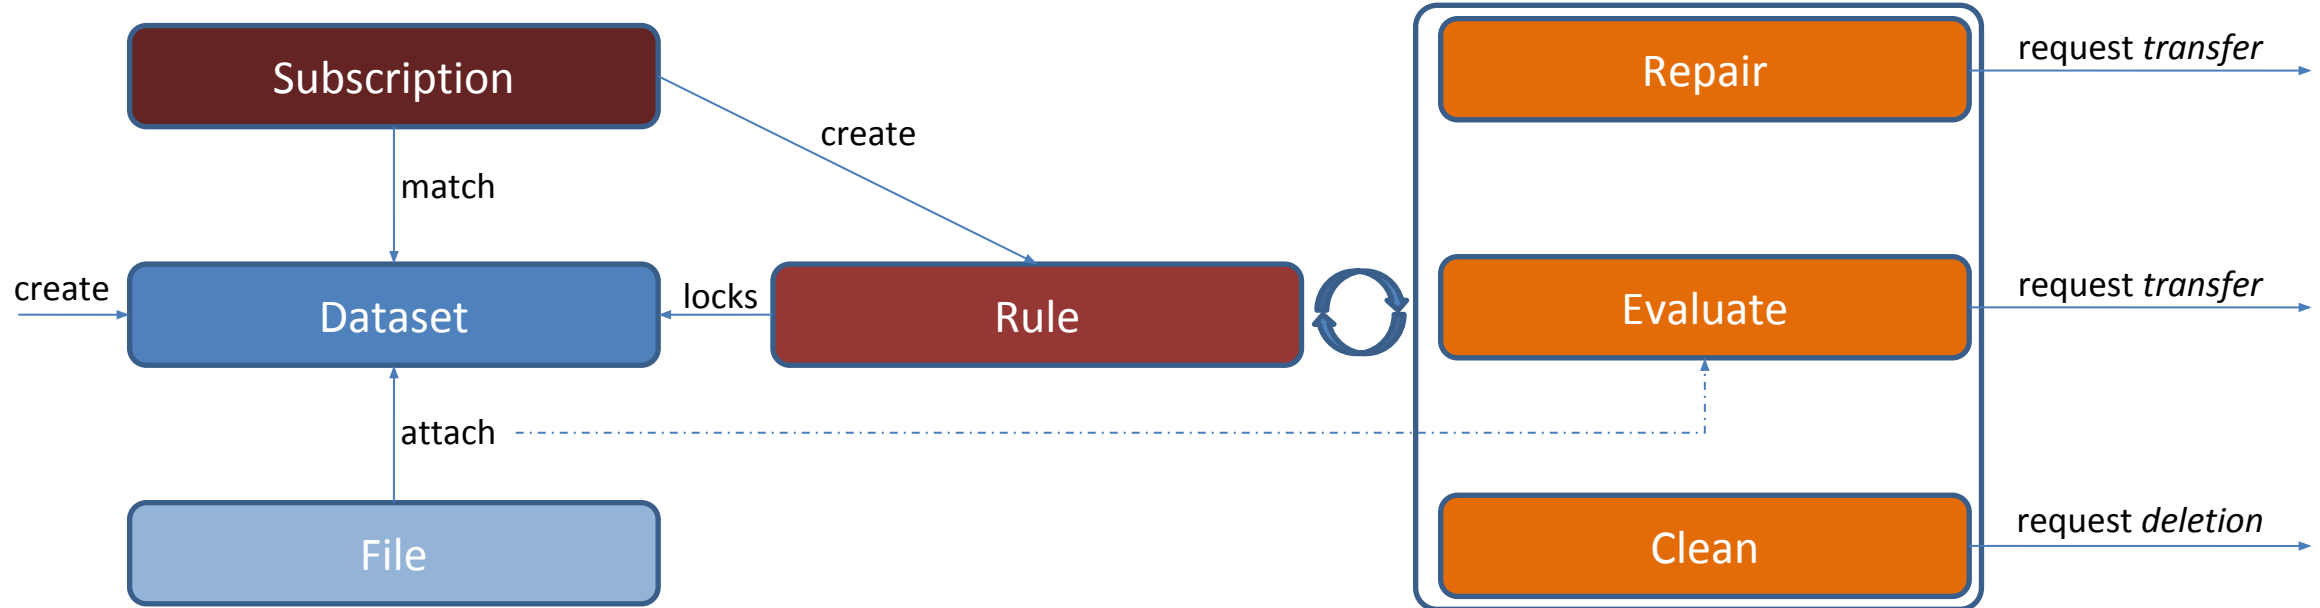 Subscription
Repair
request transfer
create
match
create
Dataset
locks
Rule
Evaluate
request transfer
attach
File
Clean
request deletion